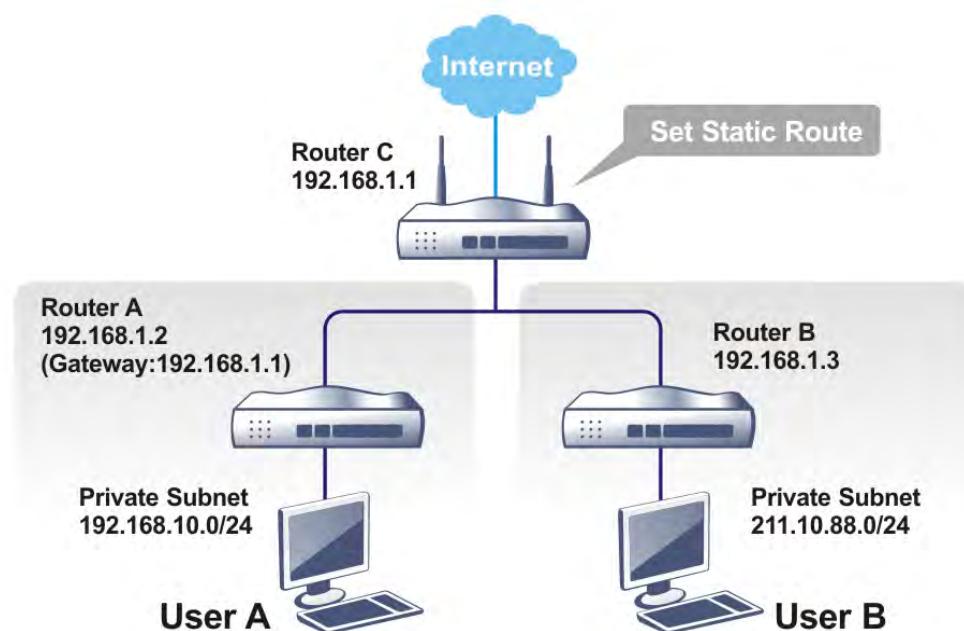 Internet
Set Static Route
Router C
192.168.1.1
Router A
192.168.1.2
(Gateway:192.168.1.1)
Router B
192.168.1.3
Private Subnet
192.168.10.0/24
User A
Private Subnet
211.10.88.0/24
User B